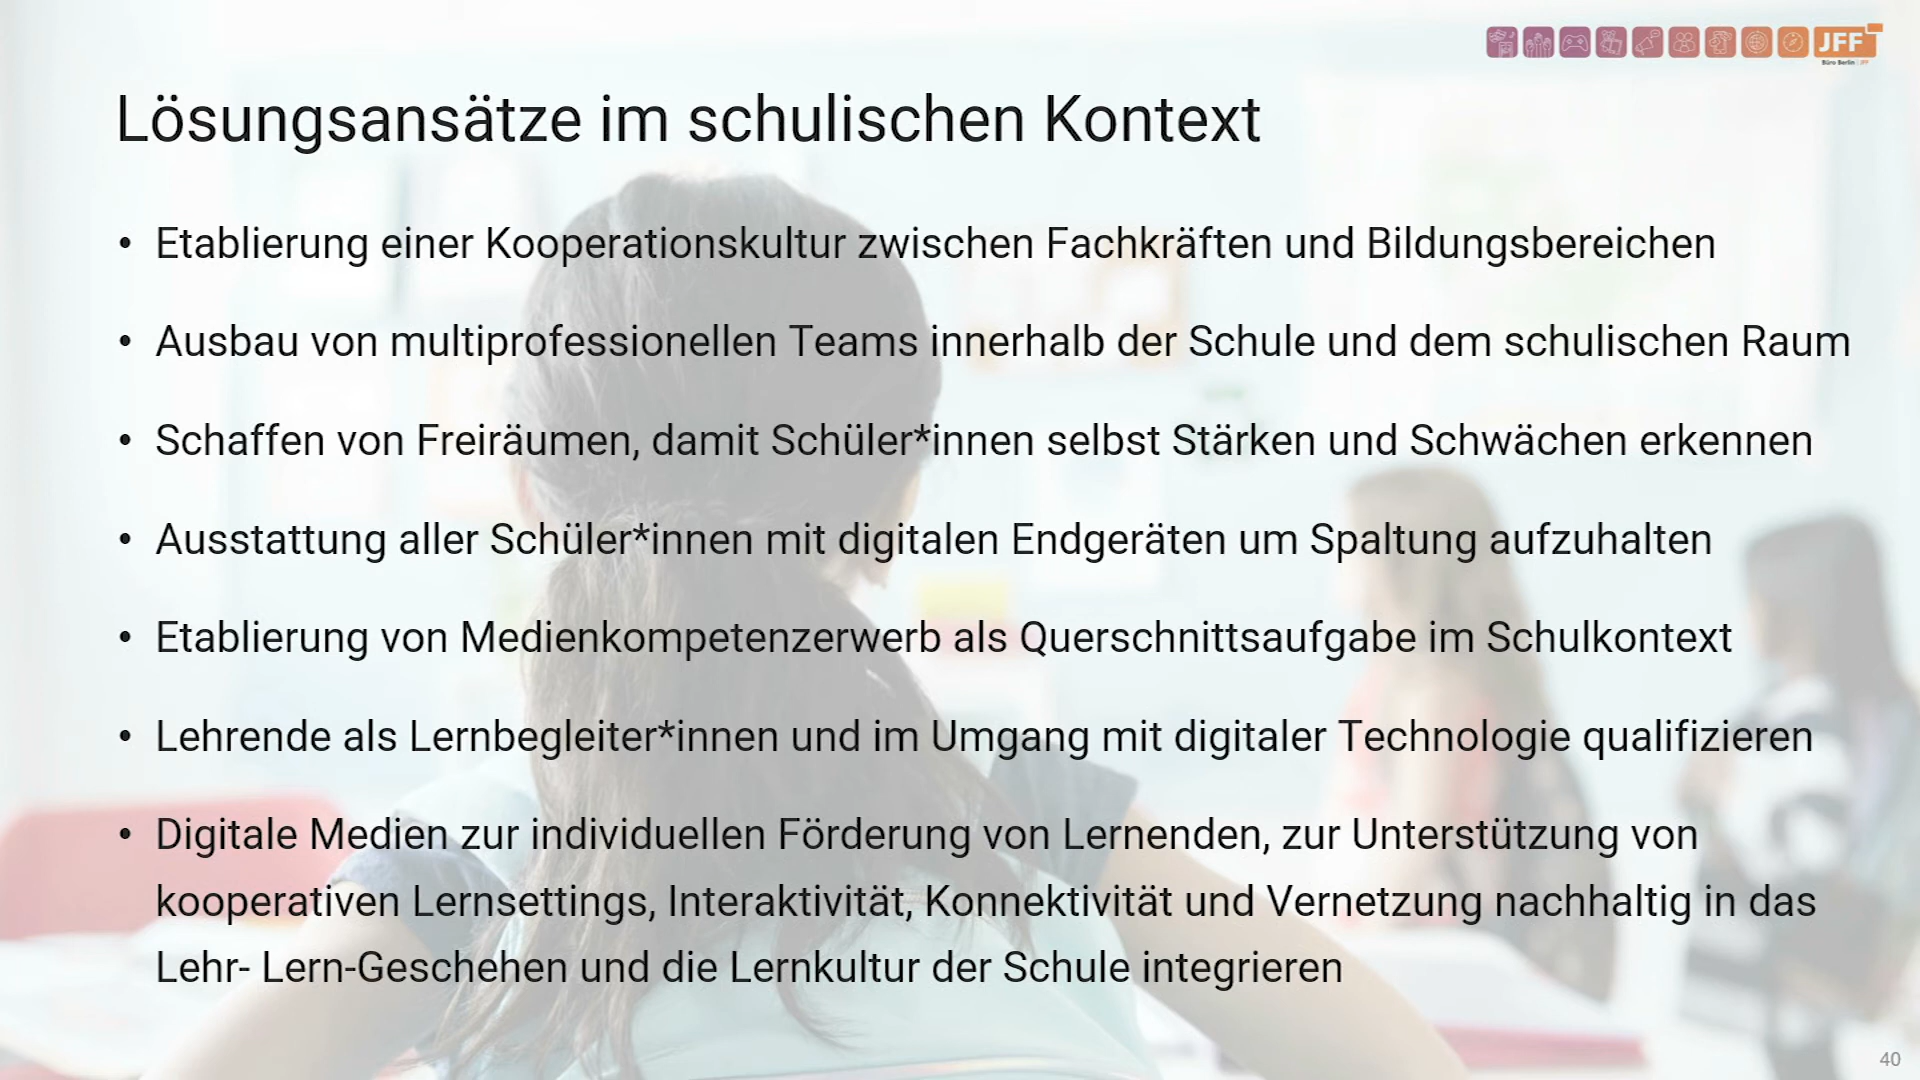 JFF
Büro Berlin | JFF
Lösungsansätze im schulischen Kontext
• Etablierung einer Kooperationskultur zwischen Fachkräften und Bildungsbereichen
• Ausbau von multiprofessionellen Teams innerhalb der Schule und dem schulischen Raum
• Schaffen von Freiräumen, damit Schüler*innen selbst Stärken und Schwächen erkennen
• Ausstattung aller Schüler*innen mit digitalen Endgeräten um Spaltung aufzuhalten
• Etablierung von Medienkompetenzerwerb als Querschnittsaufgabe im Schulkontext
• Lehrende als Lernbegleiter*innen und im Umgang mit digitaler Technologie qualifizieren
• Digitale Medien zur individuellen Förderung von Lernenden, zur Unterstützung von
kooperativen Lernsettings, Interaktivität, Konnektivität und Vernetzung nachhaltig in das
Lehr- Lern-Geschehen und die Lernkultur der Schule integrieren
40